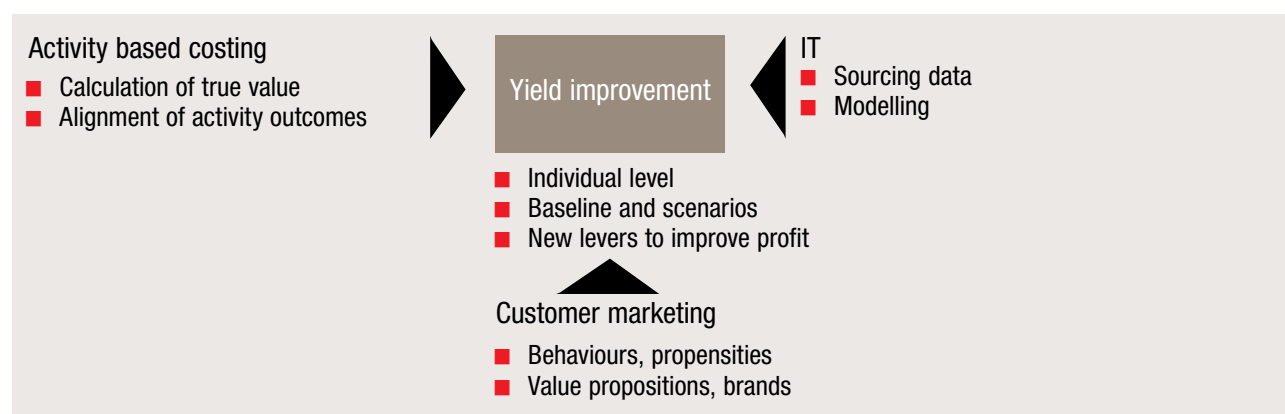 Activity based costing
Calculation of true value
Alignment of activity outcomes
Yield improvement
Individual level
Baseline and scenarios
New levers to improve profit
IT
Sourcing data
Modelling
Customer marketing
Behaviours, propensities
Value propositions, brands